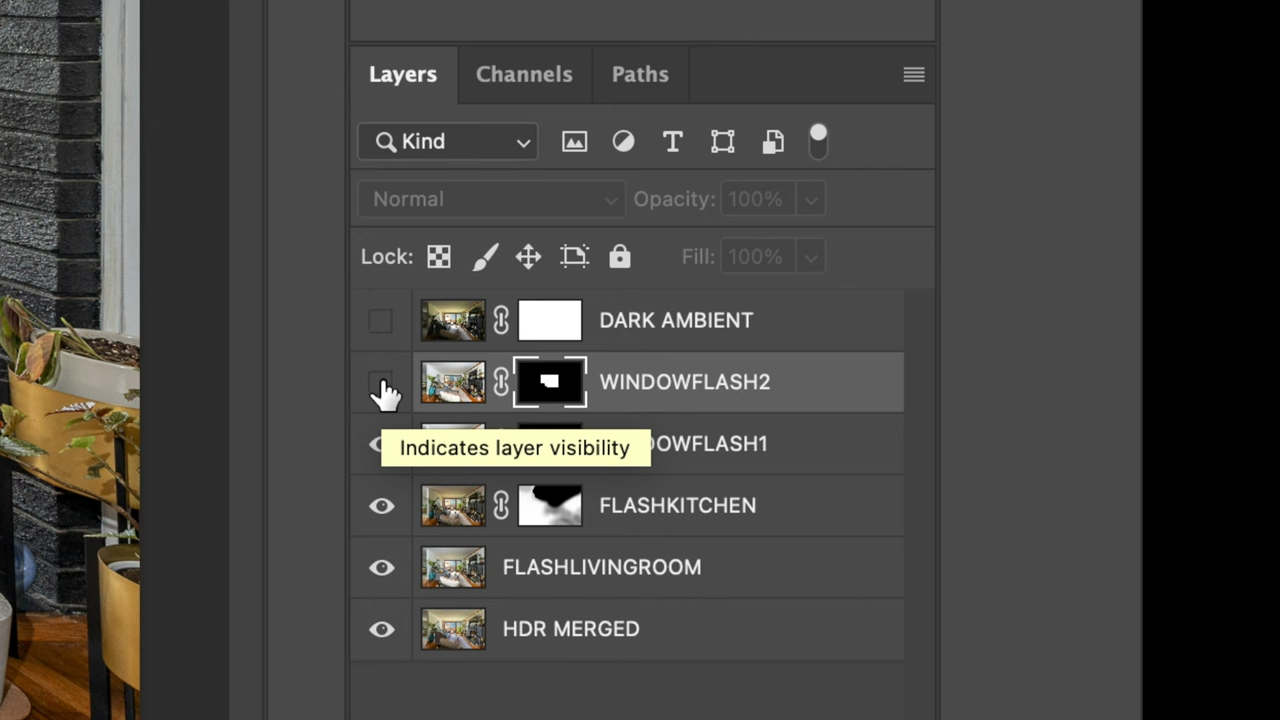 Layers Channels Paths
Kind
Normal Opacity: 100%
Lock: Fill: 100%
DARK AMBIENT
WINDOWFLASH2
DOWFLASH1
Indicates layer visibility
FLASHKITCHEN
FLASHLIVINGROOM
HDR MERGED